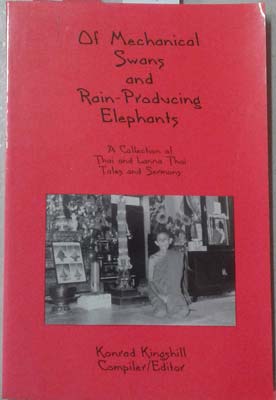 Of Mechanical
Swans
and
Rain-Producing
Elephants
A Collection of
Thai and Lanna Thai
Tales and Sermons
Konrad Kingshill
Compiler/Editor